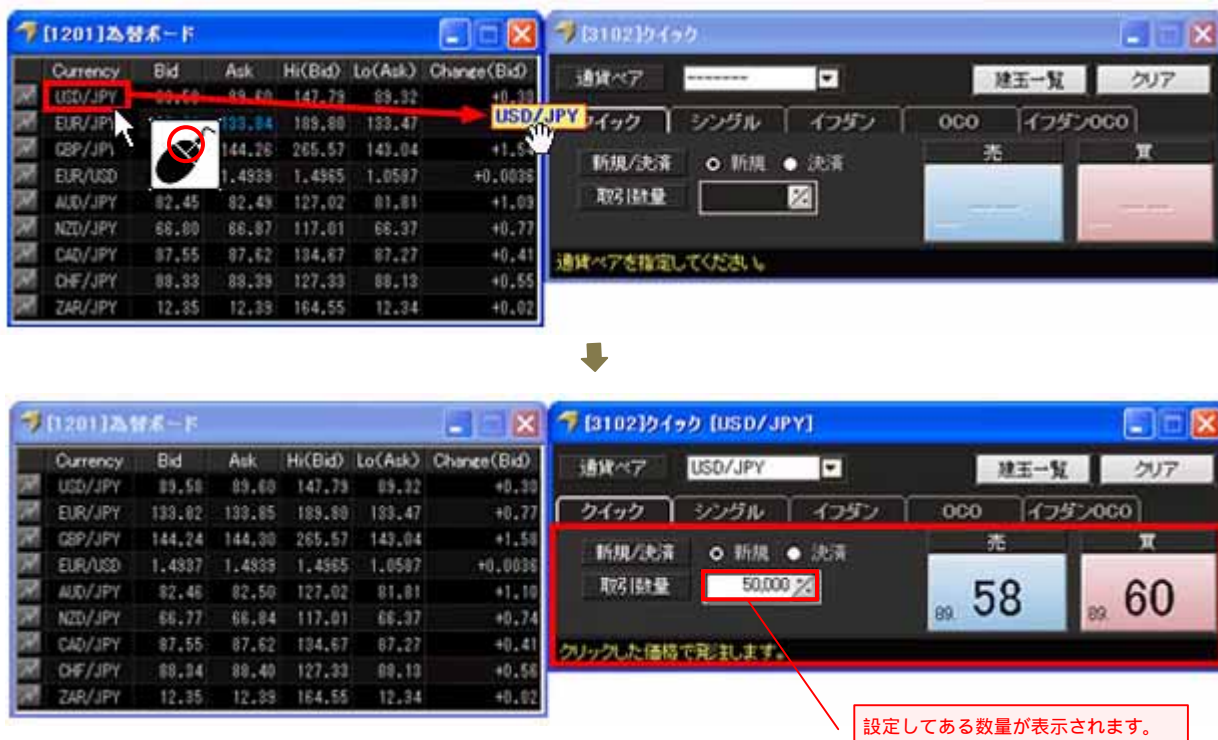 [1201]為替ボード
Currency Bid Ask Hi(Bid) Lo(Ask) Change(Bid)
USD/JPY 89.60 147.79 89.32
EUR/JPY 133.84 189.80 133.47
GBP/JPY 144.26 265.57 143.04
EUR/USD 1.4939 1.4965 1.0587 +0.0036
AUD/JPY 82.45 82.49 127.02 81.81 +1.09
NZD/JPY 66.80 66.87 117.01 66.37 +0.77
CAD/JPY 87.55 87.62 134.67 87.27 +0.41
CHF/JPY 88.33 88.39 127.33 88.13 +0.55
ZAR/JPY 12.35 12.39 164.55 12.34 +0.02
USD/JPY
[3102]クイック
通貨ペア ------- 建玉一覧 クリア
クイック シングル イフダン OCO イフダンOCO
新規/決済 新規 決済 売 買
取引数量
通貨ペアを指定してください。
[1201]為替ボード
Currency Bid Ask Hi(Bid) Lo(Ask) Change(Bid)
USD/JPY 89.58 89.60 147.79 89.32 +0.30
EUR/JPY 133.82 133.85 189.80 133.47 +0.77
GBP/JPY 144.24 144.30 265.57 143.04 +1.58
EUR/USD 1.4937 1.4939 1.4965 1.0587 +0.0036
AUD/JPY 82.46 82.50 127.02 81.81 +1.10
NZD/JPY 66.77 66.84 117.01 66.37 +0.74
CAD/JPY 87.55 87.62 134.67 87.27 +0.41
CHF/JPY 88.34 88.40 127.33 88.13 +0.56
ZAR/JPY 12.35 12.39 164.55 12.34 +0.02
[3102]クイック [USD/JPY]
通貨ペア USD/JPY 建玉一覧 クリア
クイック シングル イフダン OCO イフダンOCO
新規/決済 新規 決済 売 買
取引数量 50,000 89. 58 89. 60
クリックした価格で発注します。
設定してある数量が表示されます。